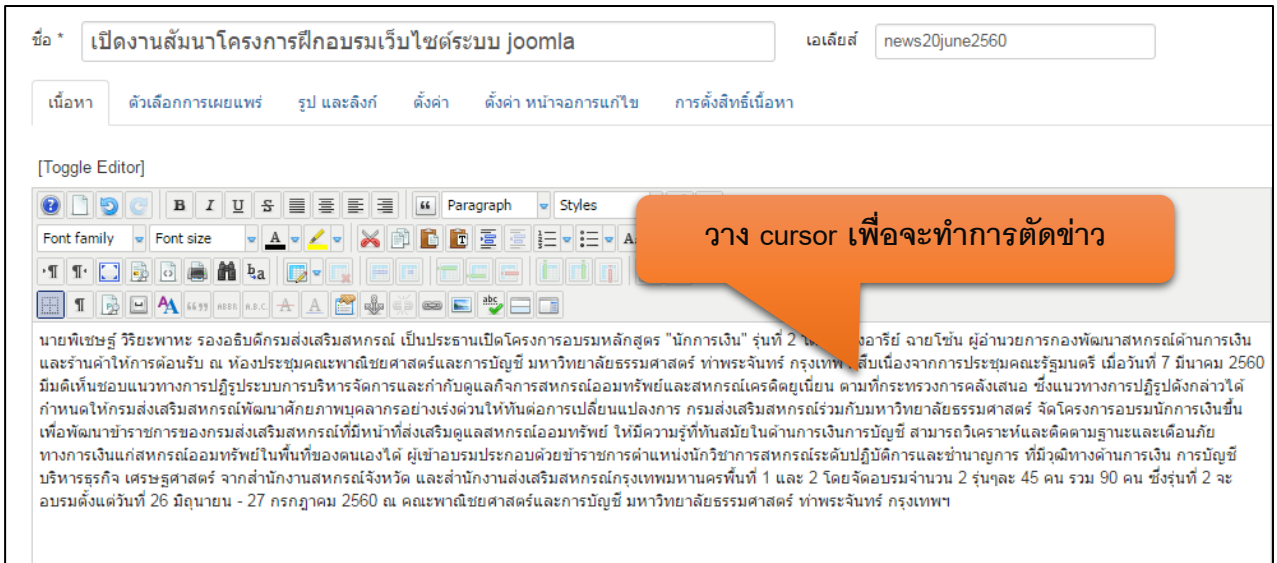 ชื่อ * เปิดงานสัมนาโครงการฝึกอบรมเว็บไซต์ระบบ joomla เอเลียส์ news20june2560
เนื้อหา ตัวเลือกการเผยแพร่ รูป และลิงก์ ตั้งค่า ตั้งค่า หน้าจอการแก้ไข การตั้งสิทธิ์เนื้อหา
[Toggle Editor]
Paragraph Styles
Font family Font size
วาง cursor เพื่อจะทำการตัดข่าว
นายพิเชษฐ์ วิริยะพาหะ รองอธิบดีกรมส่งเสริมสหกรณ์ เป็นประธานเปิดโครงการอบรมหลักสูตร "นักการเงิน" รุ่นที่ 2 งอารีย์ ฉายโช้น ผู้อำนวยการกองพัฒนาสหกรณ์ด้านการเงิน
และร้านค้าให้การต้อนรับ ณ ห้องประชุมคณะพาณิชยศาสตร์และการบัญชี มหาวิทยาลัยธรรมศาสตร์ ท่าพระจันทร์ กรุงเทพ สืบเนื่องจากการประชุมคณะรัฐมนตรี เมื่อวันที่ 7 มีนาคม 2560
มีมติเห็นชอบแนวทางการปฏิรูประบบการบริหารจัดการและกำกับดูแลกิจการสหกรณ์ออมทรัพย์และสหกรณ์เครดิตยูเนี่ยน ตามที่กระทรวงการคลังเสนอ ซึ่งแนวทางการปฏิรูปดังกล่าวได้
กำหนดให้กรมส่งเสริมสหกรณ์พัฒนาศักยภาพบุคลากรอย่างเร่งด่วนให้ทันต่อการเปลี่ยนแปลงการ กรมส่งเสริมสหกรณ์ร่วมกับมหาวิทยาลัยธรรมศาสตร์ จัดโครงการอบรมนักการเงินขึ้น
เพื่อพัฒนาข้าราชการของกรมส่งเสริมสหกรณ์ที่มีหน้าที่ส่งเสริมดูแลสหกรณ์ออมทรัพย์ ให้มีความรู้ที่ทันสมัยในด้านการเงินการบัญชี สามารถวิเคราะห์และติดตามฐานะและเตือนภัย
ทางการเงินแก่สหกรณ์ออมทรัพย์ในพื้นที่ของตนเองได้ ผู้เข้าอบรมประกอบด้วยข้าราชการตำแหน่งนักวิชาการสหกรณ์ระดับปฏิบัติการและชำนาญการ ที่มีวุฒิทางด้านการเงิน การบัญชี
บริหารธุรกิจ เศรษฐศาสตร์ จากสำนักงานสหกรณ์จังหวัด และสำนักงานส่งเสริมสหกรณ์กรุงเทพมหานครพื้นที่ 1 และ 2 โดยจัดอบรมจำนวน 2 รุ่นๆละ 45 คน รวม 90 คน ซึ่งรุ่นที่ 2 จะ
อบรมตั้งแต่วันที่ 26 มิถุนายน - 27 กรกฎาคม 2560 ณ คณะพาณิชยศาสตร์และการบัญชี มหาวิทยาลัยธรรมศาสตร์ ท่าพระจันทร์ กรุงเทพฯ